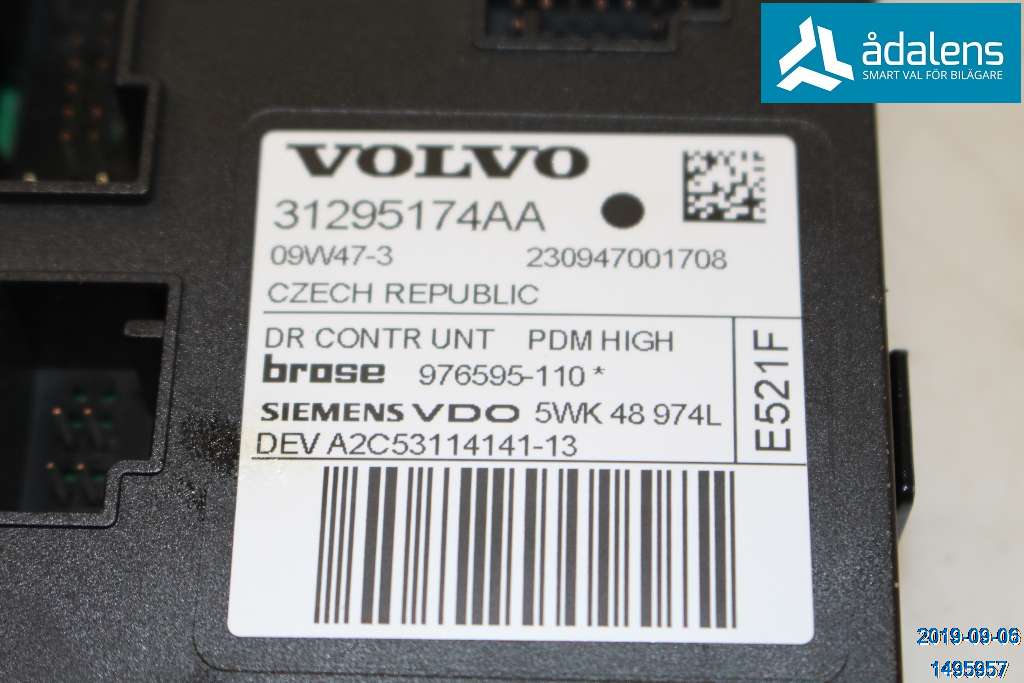 ådalens
SMART VAL FÖR BILÄGARE
VOLVO
31295174AA
09W47-3 230947001708
CZECH REPUBLIC
DR CONTR UNT PDM HIGH
brose 976595-110 *
SIEMENS VDO 5WK 48 974L
DEV A2C53114141-13
E521F
2019-09-06
1495957